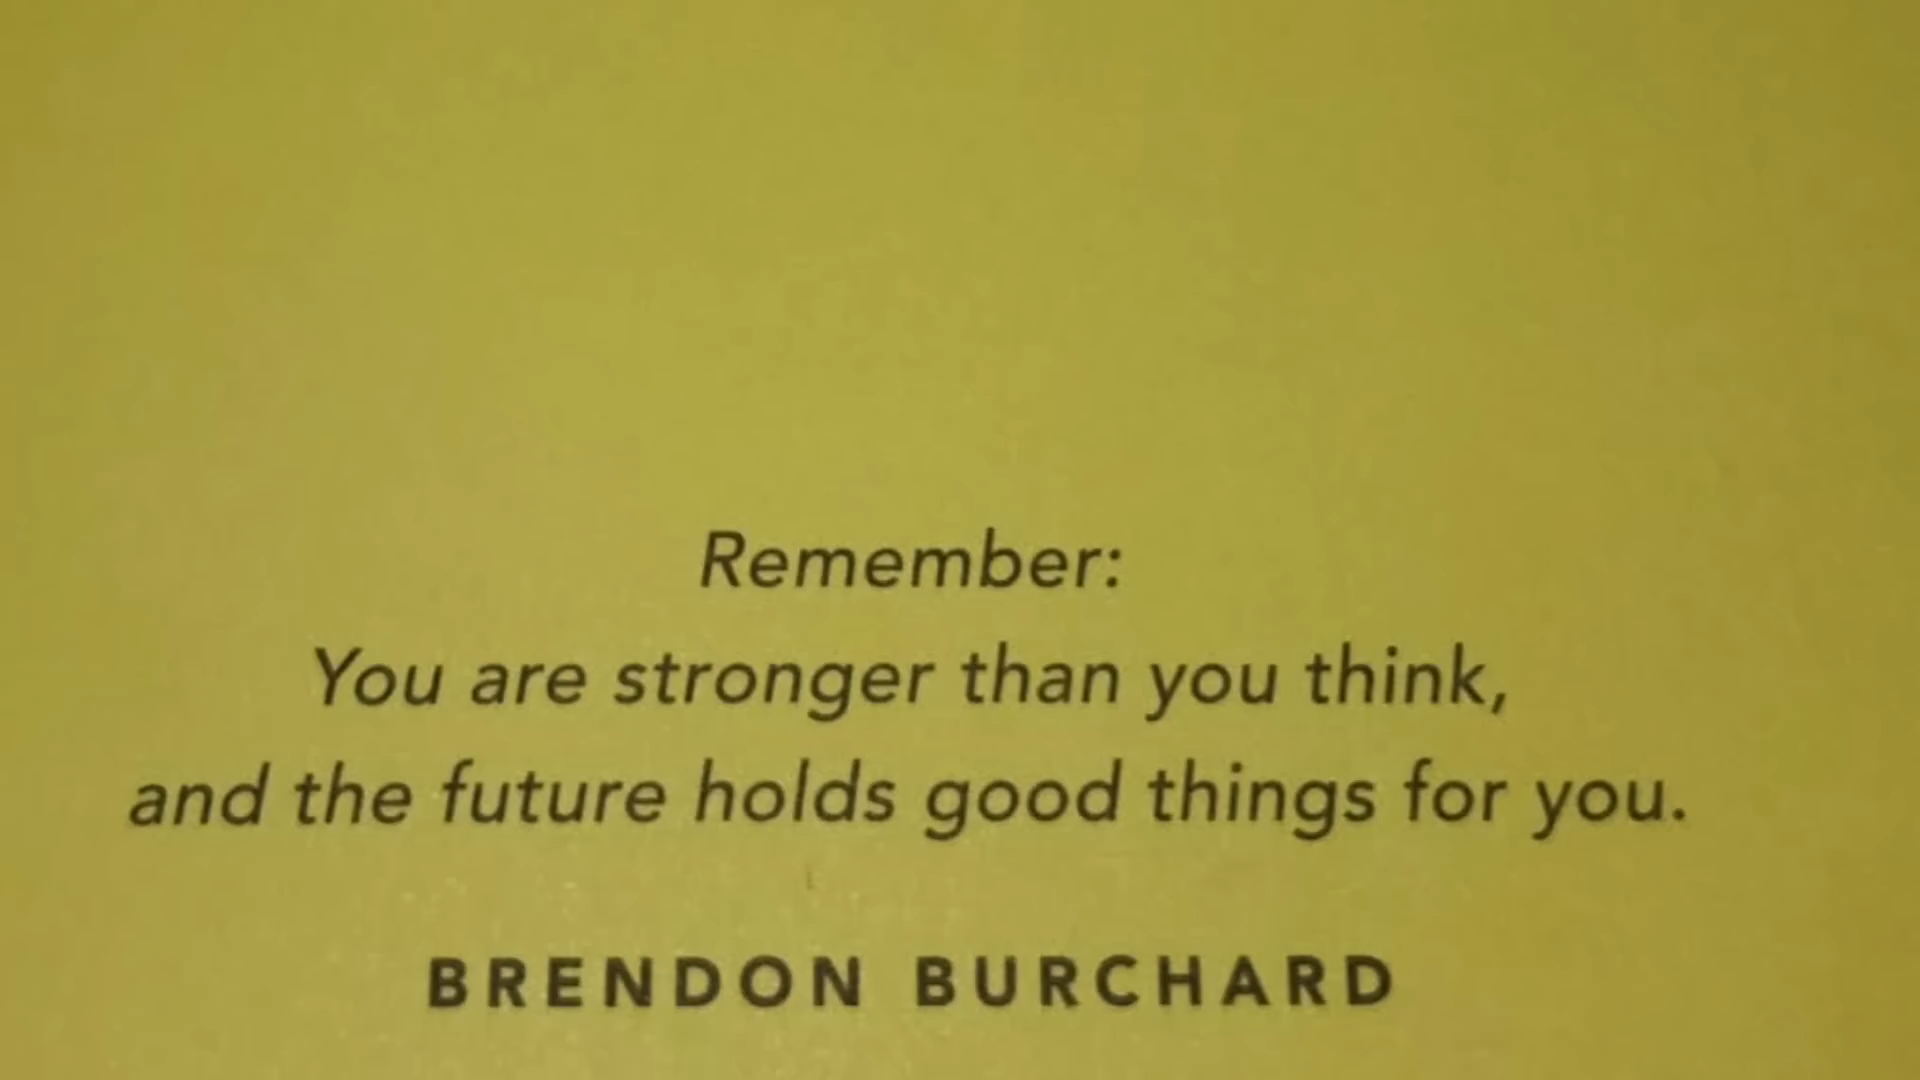 Remember:
You are stronger than you think,
and the future holds good things for you.
BRENDON BURCHARD